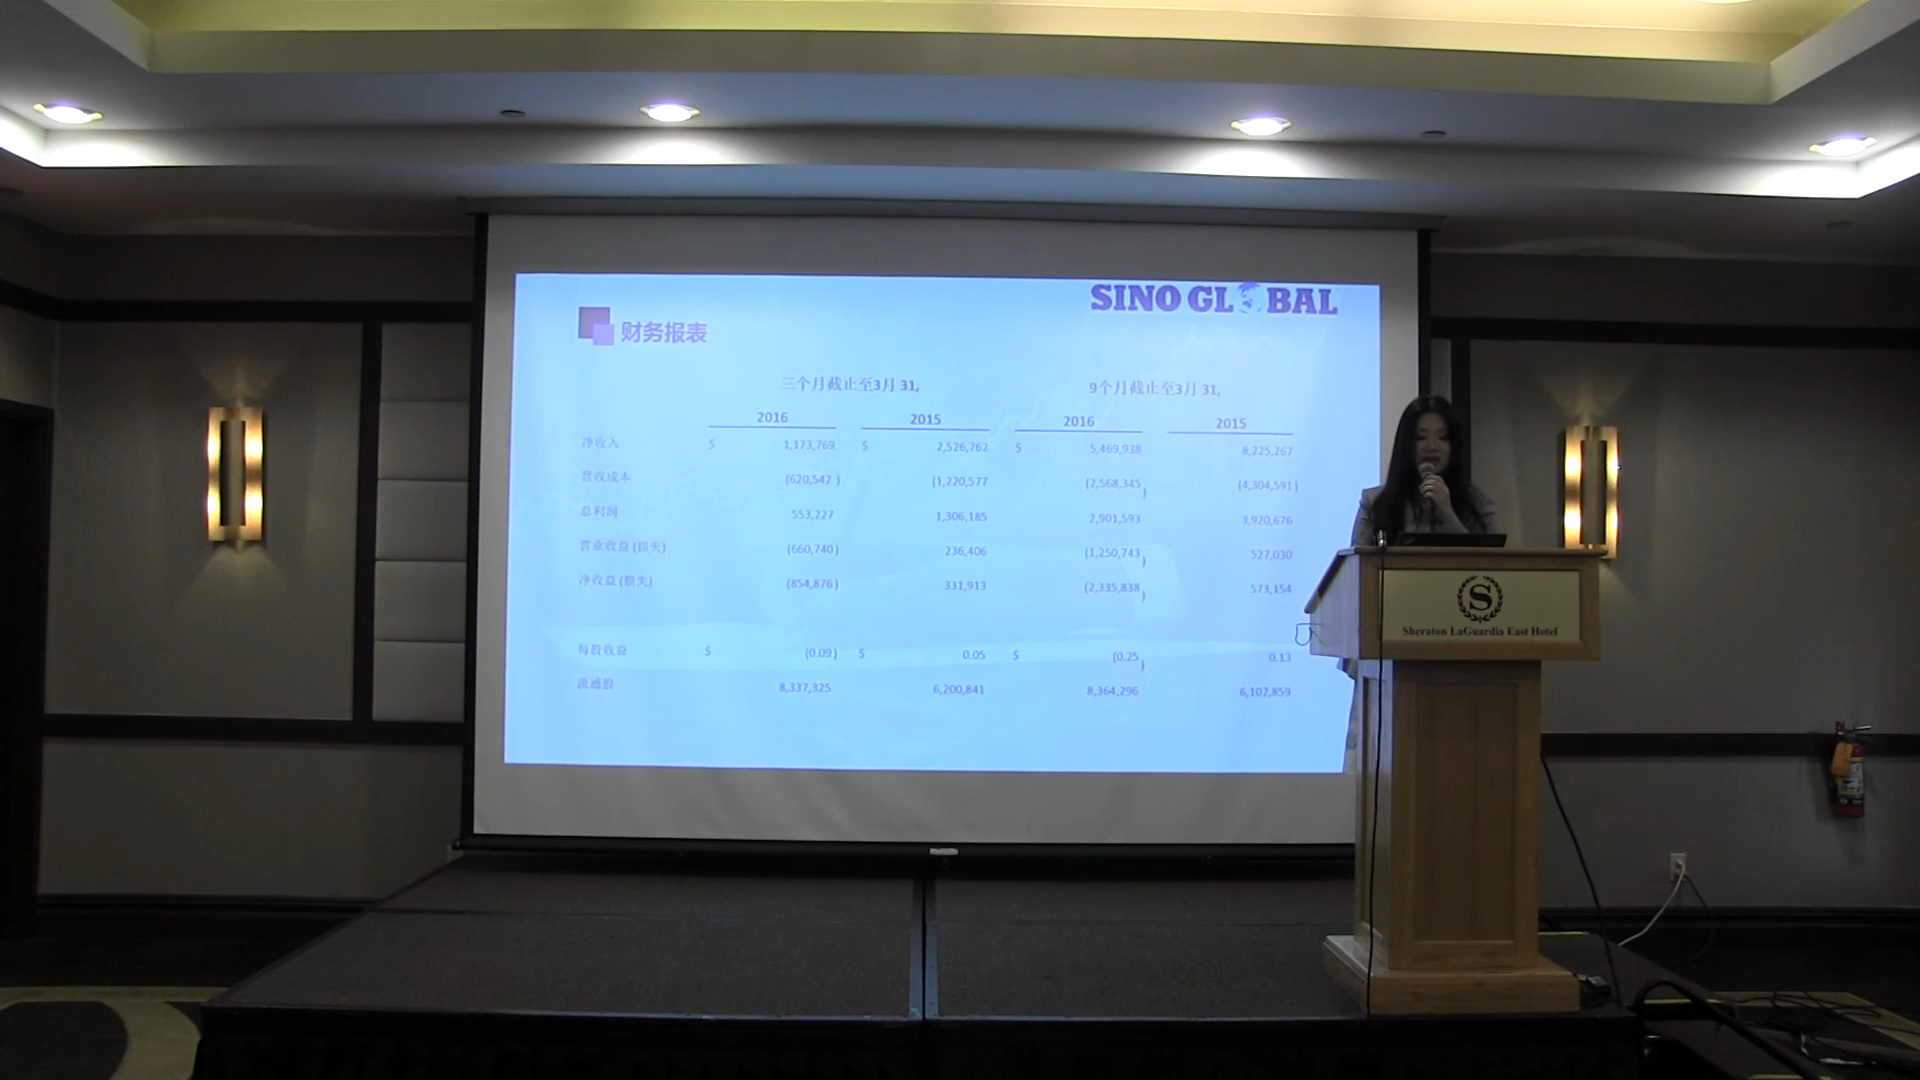 SINO GLOBAL
财务报表
三个月截止至3月 31, 9个月截止至3月 31,
2016 2015 2016 2015
净收入 $ 1,173,769 $ 2,526,762 $ 5,469,938 8,225,267
营收成本 (620,542 ) (1,220,577 (2,568,345 ) (4,304,591)
总利润 553,227 1,306,185 2,901,593 3,920,676
营业收益 (损失) (660,740) 236,406 (1,250,743 ) 527,030
净收益 (损失) (854,876) 331,913 (2,335,838 ) 573,154
每股收益 $ (0.09) $ 0.05 $ (0.25 ) 0.13
流通股 8,337,325 6,200,841 8,364,296 6,102,859
S
Sheraton LaGuardia East Hotel